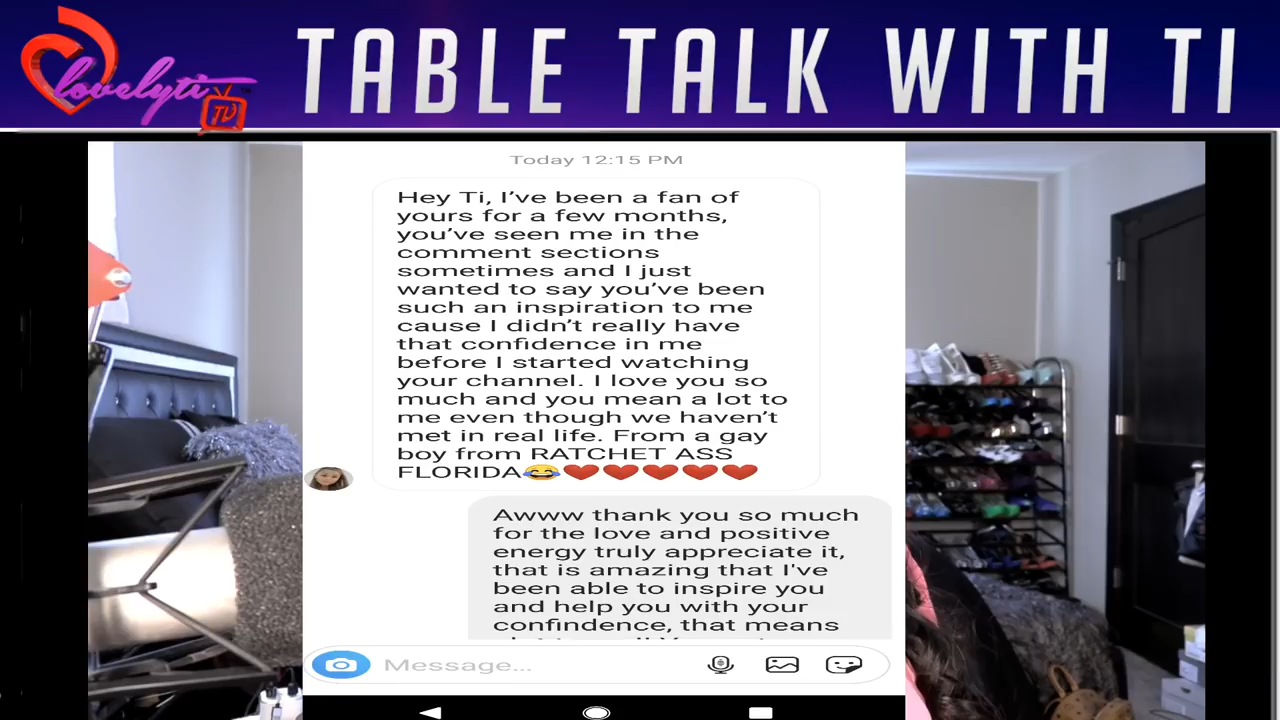 lovelyti
TV
TABLE TALK WITH TI
Today 12:15 PM
Hey Ti, I’ve been a fan of
yours for a few months,
you’ve seen me in the
comment sections
sometimes and I just
wanted to say you’ve been
such an inspiration to me
cause I didn’t really have
that confidence in me
before I started watching
your channel. I love you so
much and you mean a lot to
me even though we haven’t
met in real life. From a gay
boy from RATCHET ASS
FLORIDA😂❤️❤️❤️❤️❤️
Awww thank you so much
for the love and positive
energy truly appreciate it,
that is amazing that I've
been able to inspire you
and help you with your
confindence, that means
Message...